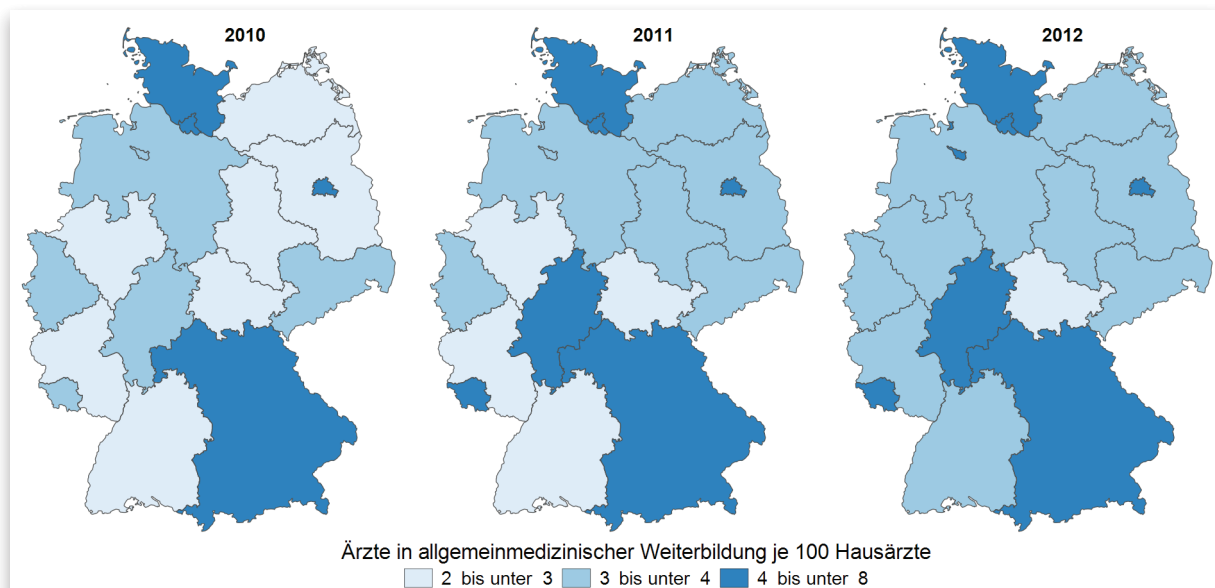 2010
2011
2012
Ärzte in allgemeinmedizinischer Weiterbildung je 100 Hausärzte
2 bis unter 3
3 bis unter 4
4 bis unter 8